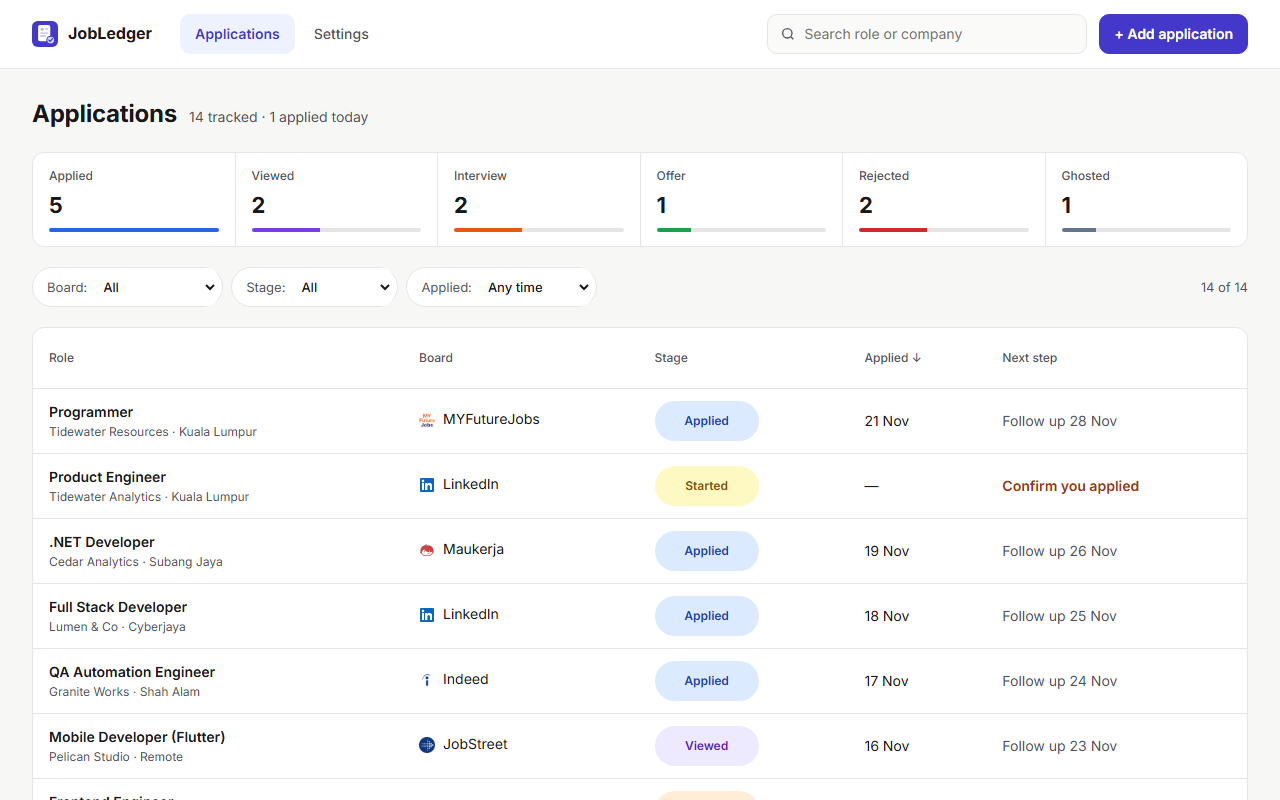 JobLedger
Applications
Settings
Search role or company
+ Add application
Applications
14 tracked · 1 applied today
Applied
Viewed
Interview
Offer
Rejected
Ghosted
5
2
2
1
2
1
Board: All
Stage: All
Applied: Any time
14 of 14
Role
Board
Stage
Applied ↓
Next step
Programmer
Tidewater Resources · Kuala Lumpur
MY Future Jobs
MYFutureJobs
Applied
21 Nov
Follow up 28 Nov
Product Engineer
Tidewater Analytics · Kuala Lumpur
in
LinkedIn
Started
—
Confirm you applied
.NET Developer
Cedar Analytics · Subang Jaya
Maukerja
Applied
19 Nov
Follow up 26 Nov
Full Stack Developer
Lumen & Co · Cyberjaya
in
LinkedIn
Applied
18 Nov
Follow up 25 Nov
QA Automation Engineer
Granite Works · Shah Alam
i
Indeed
Applied
17 Nov
Follow up 24 Nov
Mobile Developer (Flutter)
Pelican Studio · Remote
JobStreet
Viewed
16 Nov
Follow up 23 Nov